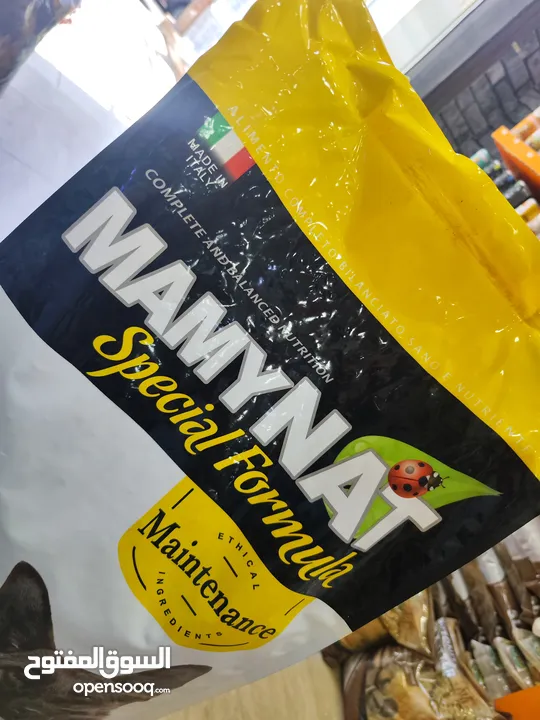 ALIMENTO COMPLETO BILANCIATO, SANO E NUTRIENTE
MADE IN
ITALY
COMPLETE AND BALANCED NUTRITION
MAMYNAT
Special Formula
ETHICAL
Maintenance
INGREDIENTS
السوق المفتوح
opensooq.com